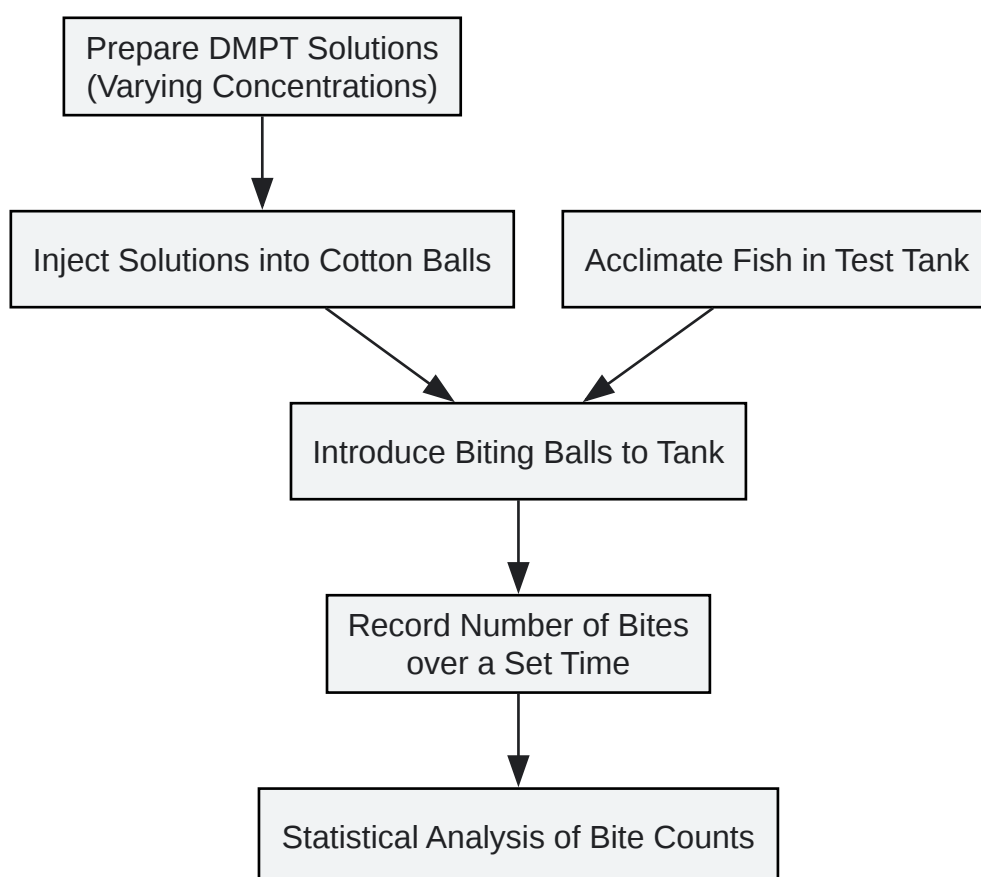 Prepare DMPT Solutions
(Varying Concentrations)
Inject Solutions into Cotton Balls
Acclimate Fish in Test Tank
Introduce Biting Balls to Tank
Record Number of Bites
over a Set Time
Statistical Analysis of Bite Counts